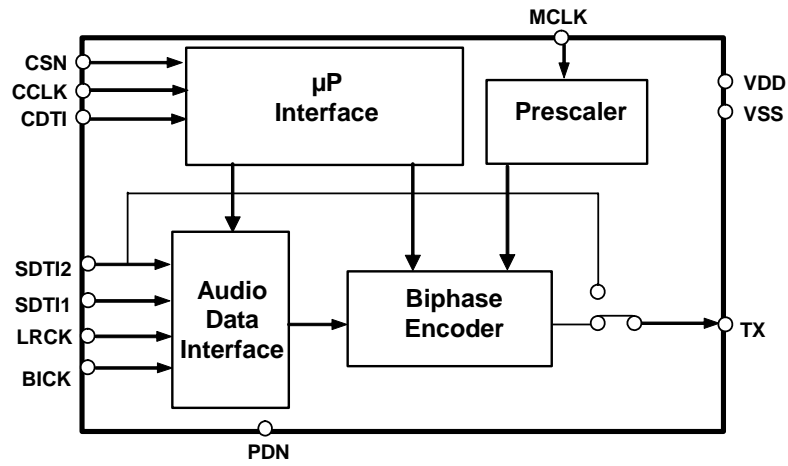 MCLK
CSN
CCLK
CDTI
µP
Interface
Prescaler
VDD
VSS
SDTI2
SDTI1
LRCK
BICK
Audio
Data
Interface
Biphase
Encoder
TX
PDN